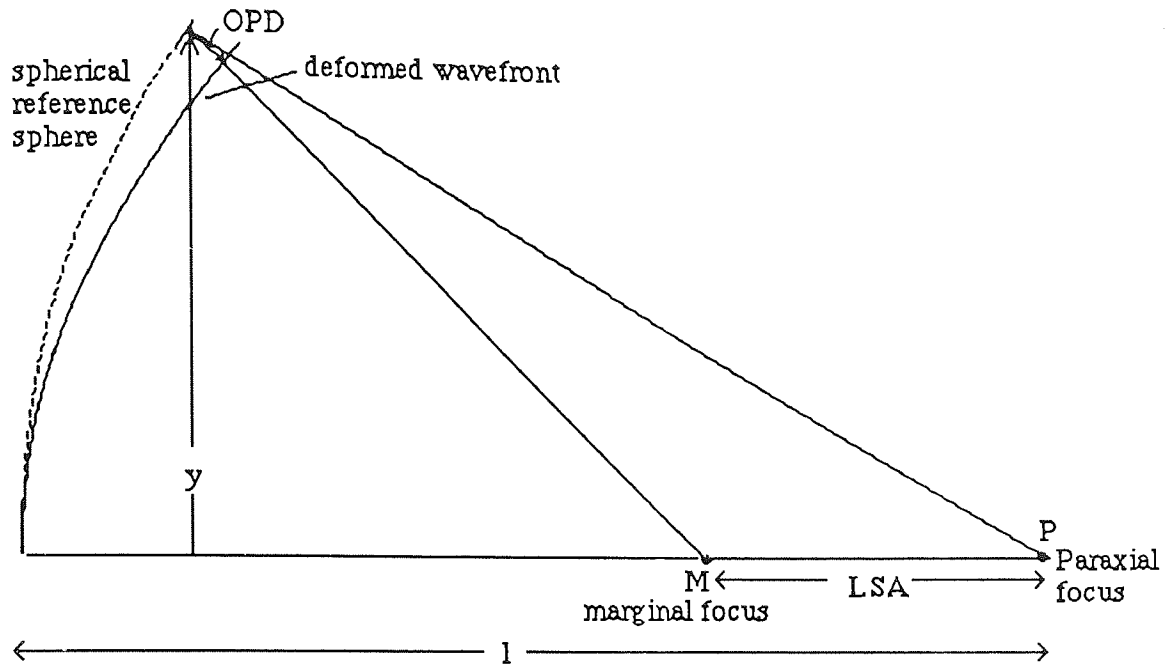 OPD
spherical
reference
sphere
deformed wavefront
y
P
Paraxial
focus
M
marginal focus
LSA
l